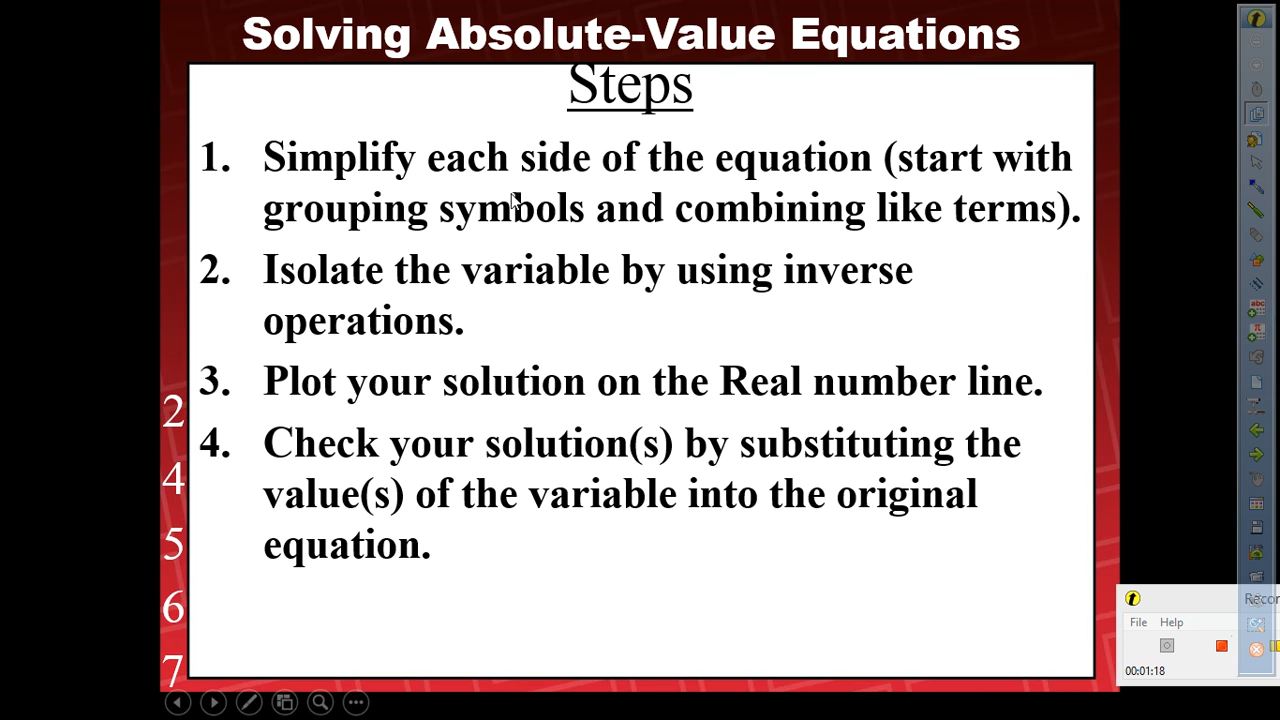 Solving Absolute-Value Equations
Steps
1. Simplify each side of the equation (start with
grouping symbols and combining like terms).
2. Isolate the variable by using inverse
operations.
3. Plot your solution on the Real number line.
4. Check your solution(s) by substituting the
value(s) of the variable into the original
equation.
2
4
5
6
7
abc
π
File Help
00:01:18